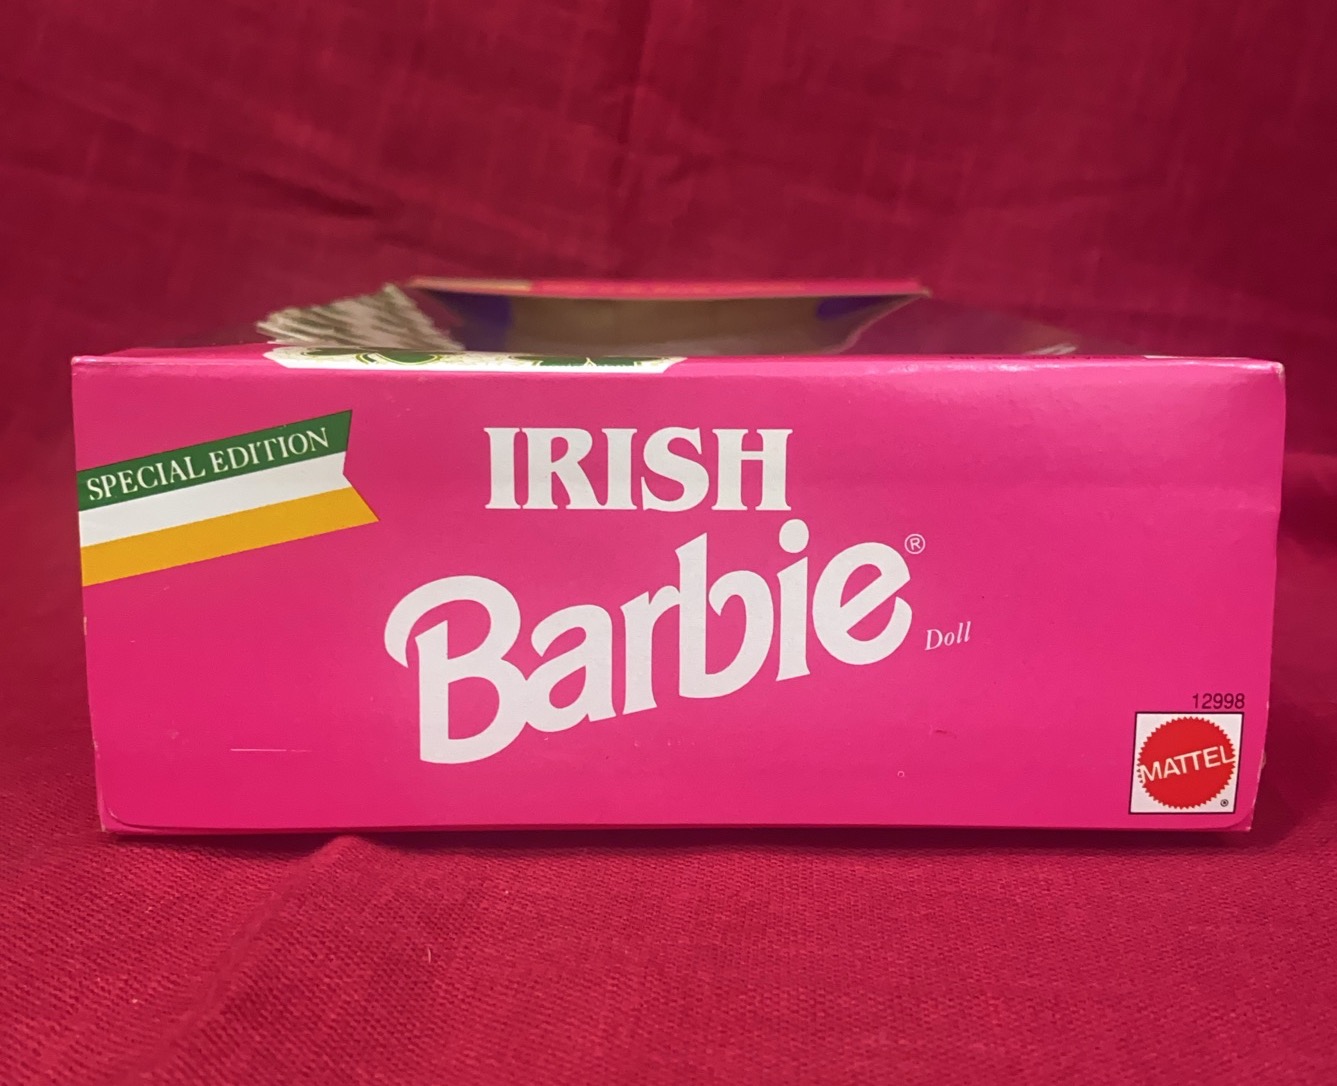 SPECIAL EDITION
IRISH
Barbie®
Doll
12998
MATTEL
®